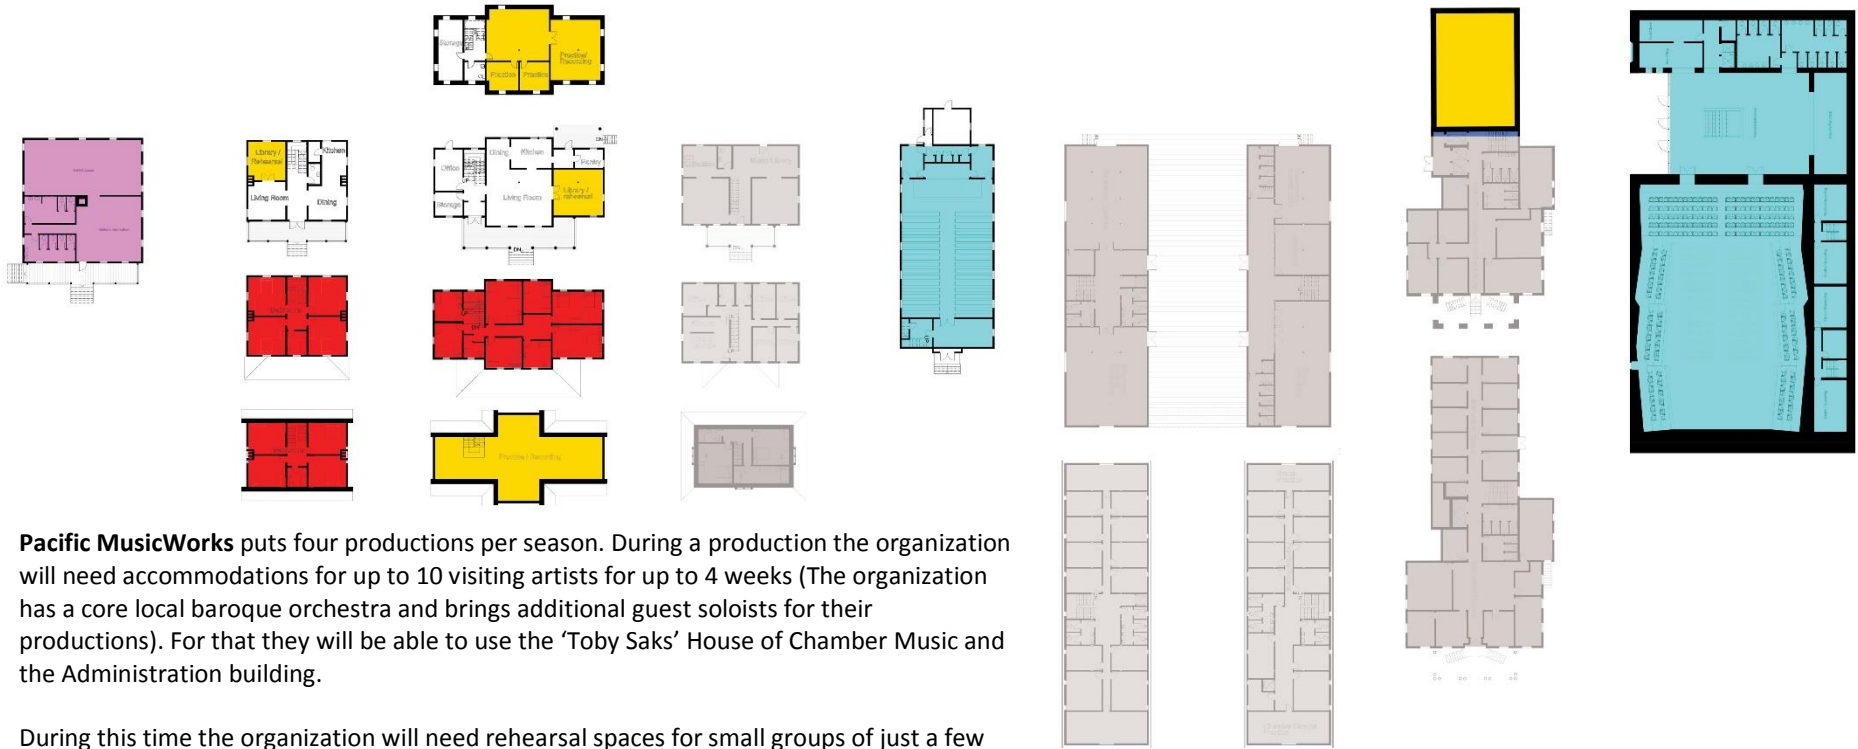 Storage
Practice/
Recording
Practice
Practice
Library /
Rehearsal
Kitchen
Living Room
Dining
Office
Dining
Kitchen
Pantry
Storage
Living Room
Library /
rehearsal
DN
Practice / Recording
Pacific MusicWorks puts four productions per season. During a production the organization
will need accommodations for up to 10 visiting artists for up to 4 weeks (The organization
has a core local baroque orchestra and brings additional guest soloists for their
productions). For that they will be able to use the ‘Toby Saks’ House of Chamber Music and
the Administration building.
During this time the organization will need rehearsal spaces for small groups of just a few